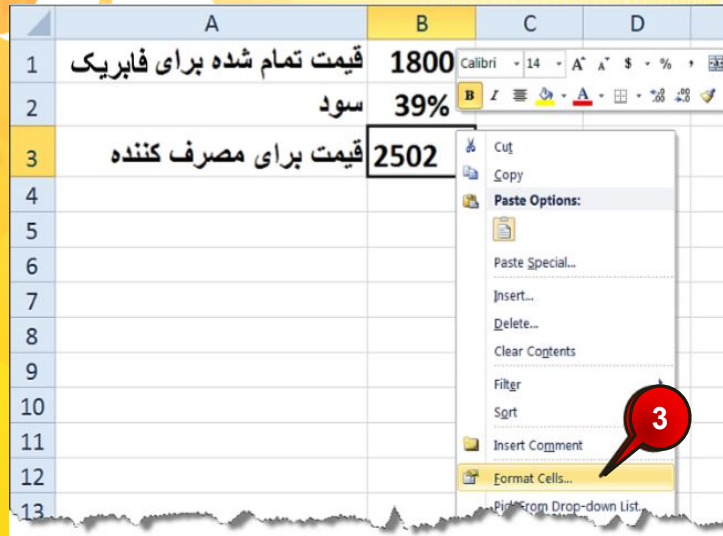 A B C D
1 قیمت تمام شده برای فابریک 1800
2 سود 39%
3 قیمت برای مصرف کننده 2502
4
5
6
7
8
9
10
11
12
13
Calibri 14 A A $ % ,
B I A .00 .00
Cut
Copy
Paste Options:
Paste Special...
Insert...
Delete...
Clear Contents
Filter
Sort
3
Insert Comment
Format Cells...
Pick From Drop-down List...